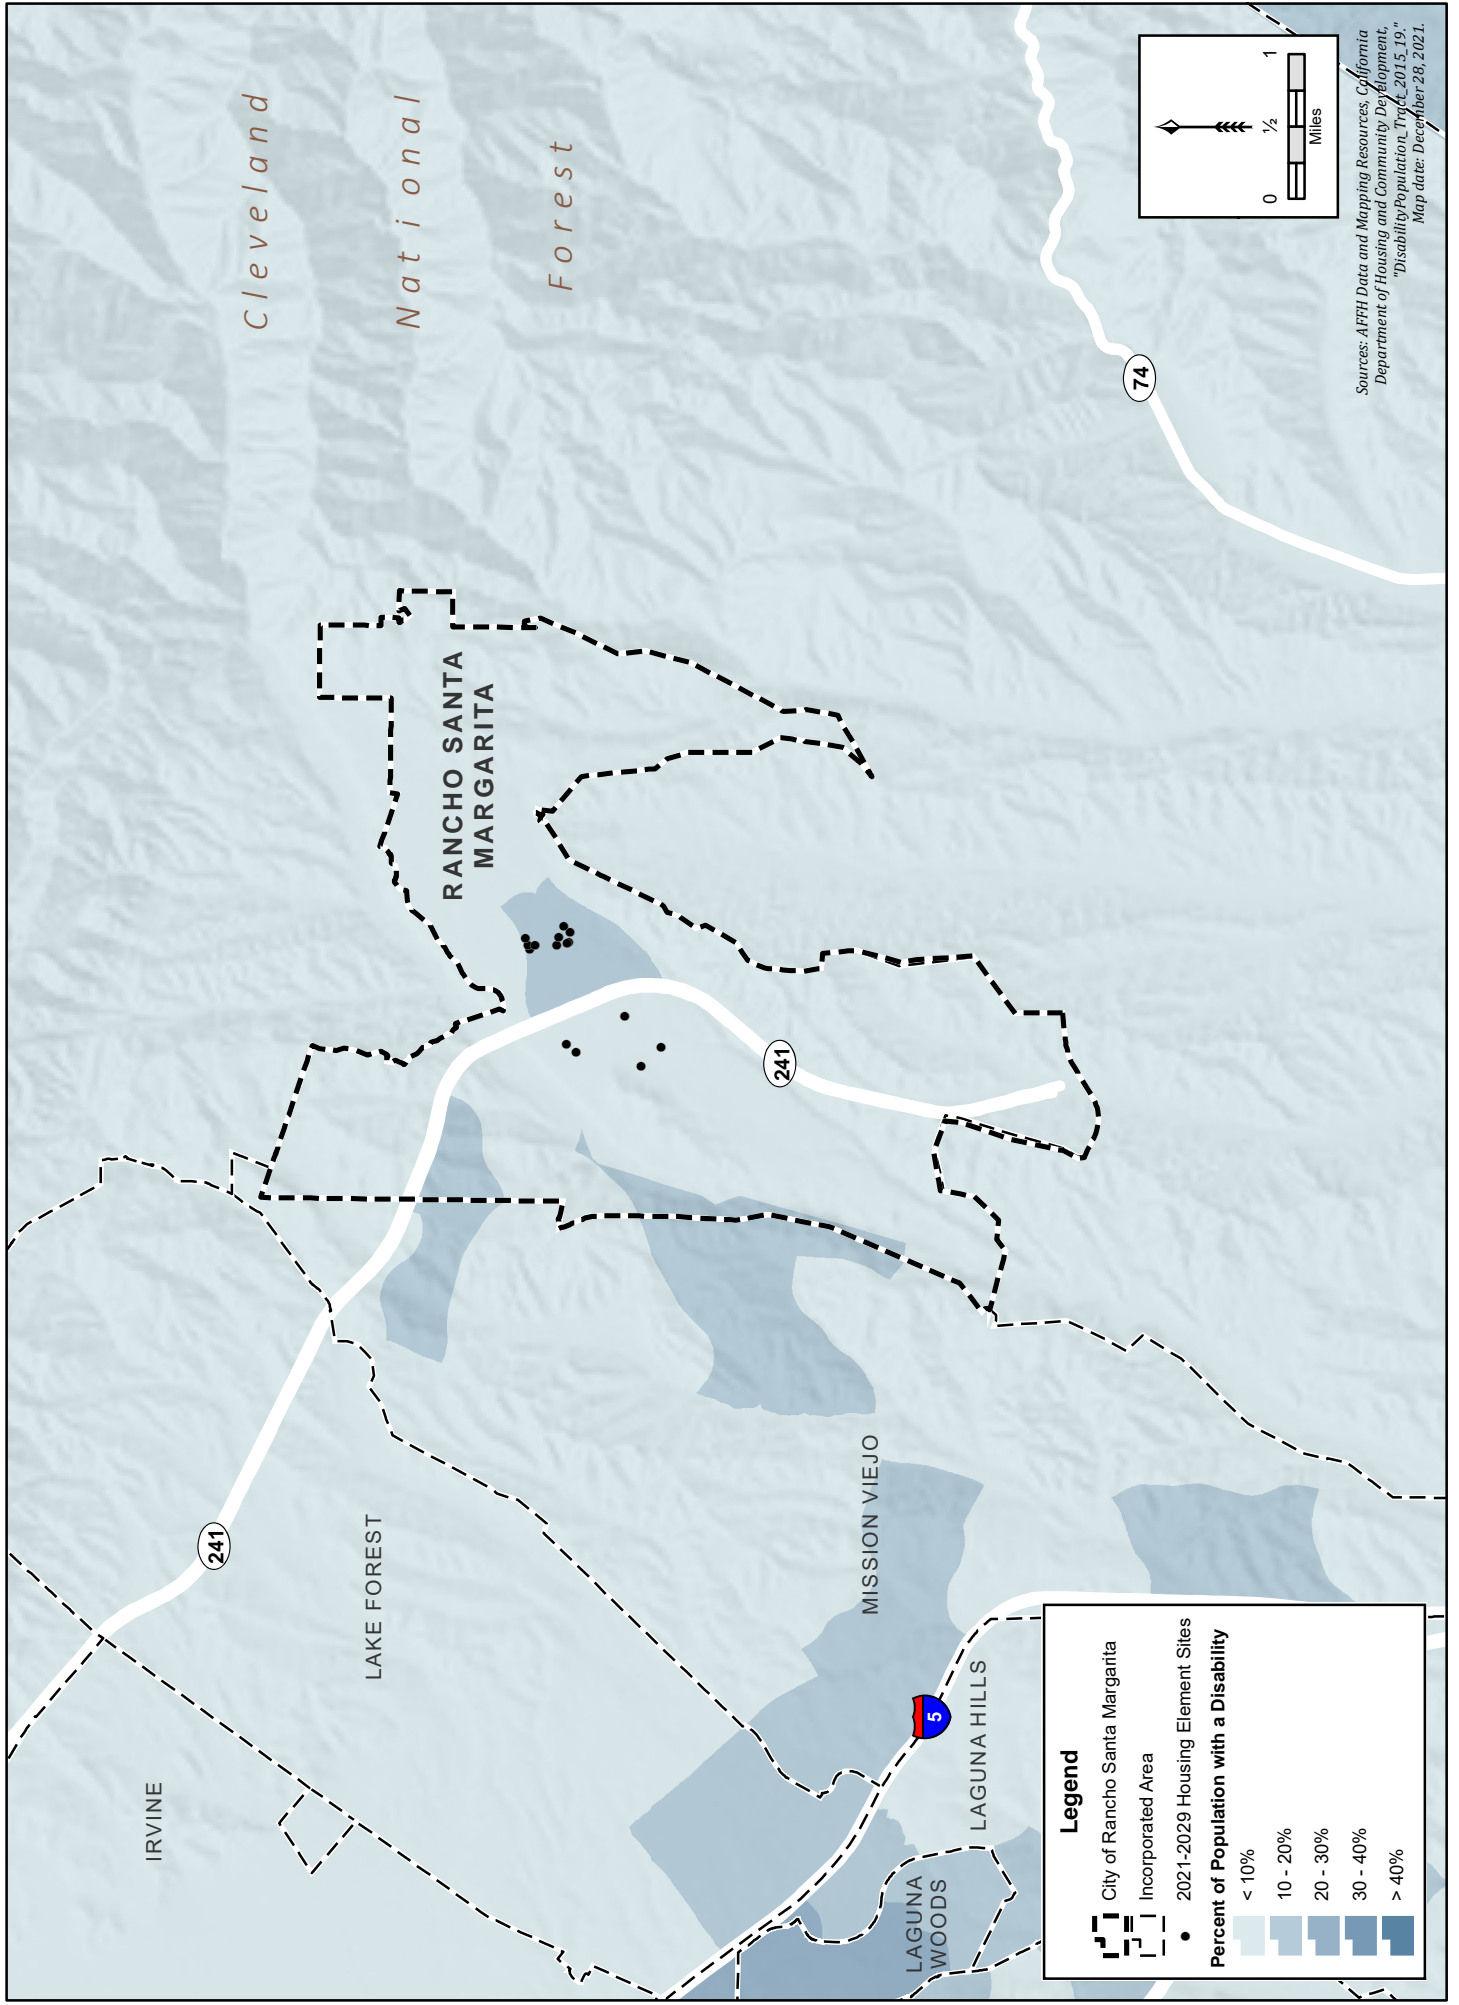 Cleveland
National
Forest
RANCHO SANTA
MARGARITA
IRVINE
LAKE FOREST
MISSION VIEJO
LAGUNA HILLS
LAGUNA
WOODS
241
241
74
5
0
½
1
Miles
Sources: AFFH Data and Mapping Resources, California
Department of Housing and Community Development,
"DisabilityPopulation_Tract_2015_19."
Map date: December 28, 2021.
Legend
City of Rancho Santa Margarita
Incorporated Area
2021-2029 Housing Element Sites
Percent of Population with a Disability
< 10%
10 - 20%
20 - 30%
30 - 40%
> 40%